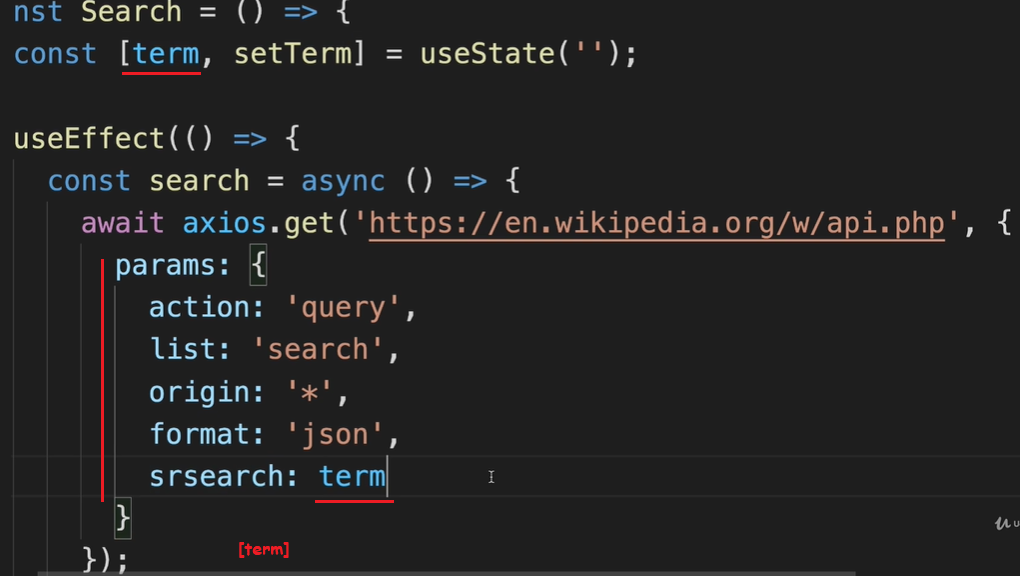 nst Search = () => {
const [term, setTerm] = useState('');
useEffect(() => {
const search = async () => {
await axios.get('https://en.wikipedia.org/w/api.php', {
params: {
action: 'query',
list: 'search',
origin: '*',
format: 'json',
srsearch: term
}
[term]
});